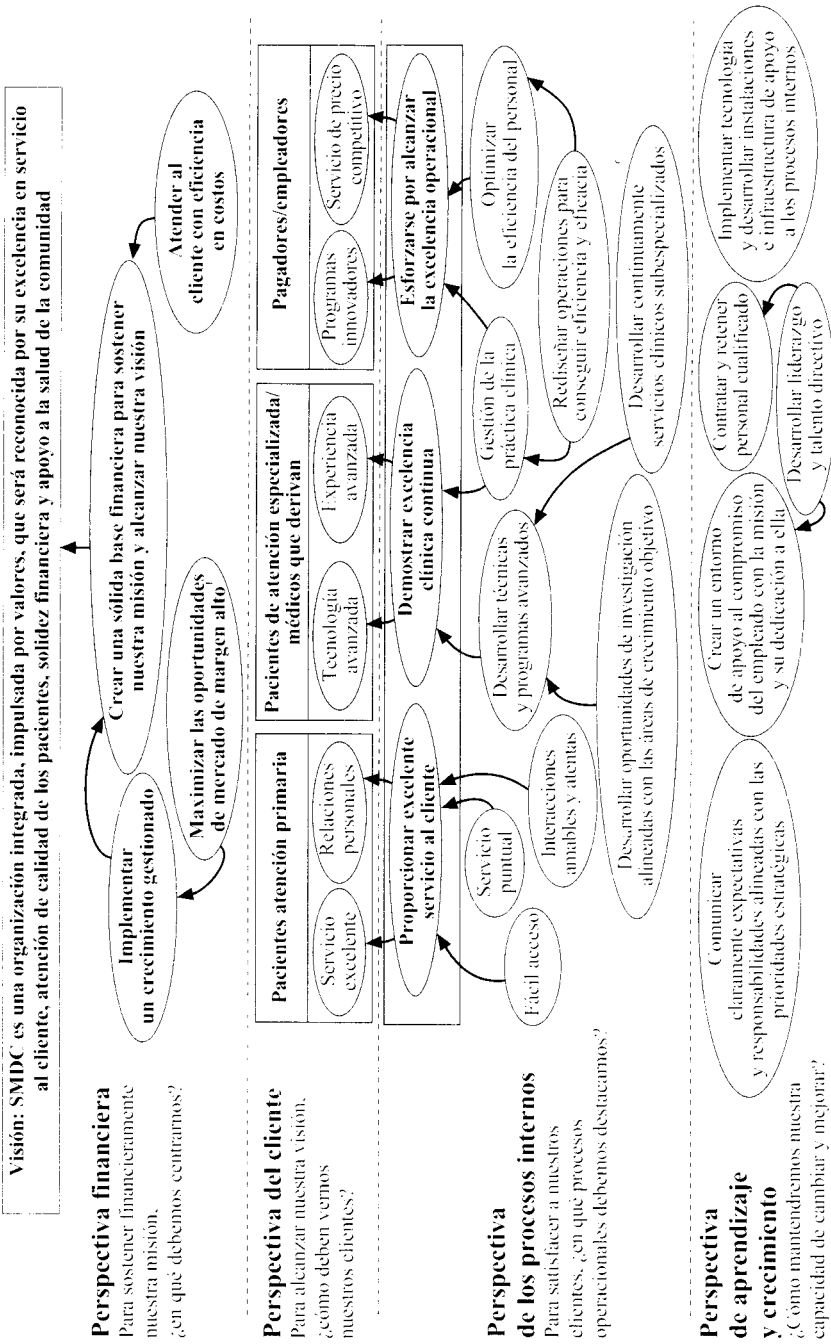 Visión: SMDC es una organización integrada, impulsada por valores, que será reconocida por su excelencia en servicio
al cliente, atención de calidad de los pacientes, solidez financiera y apoyo a la salud de la comunidad
Perspectiva financiera
Para sostener financieramente
nuestra misión,
¿en qué debemos centrarnos?
Implementar
un crecimiento gestionado
Crear una sólida base financiera para sostener
nuestra misión y alcanzar nuestra visión
Maximizar las oportunidades
de mercado de margen alto
Atender al
cliente con eficiencia
en costos
Perspectiva del cliente
Para alcanzar nuestra visión,
¿cómo deben vernos
nuestros clientes?
Pacientes atención primaria
Servicio
excelente
Relaciones
personales
Pacientes de atención especializada/
médicos que derivan
Tecnología
avanzada
Experiencia
avanzada
Pagadores/empleadores
Programas
innovadores
Servicio de precio
competitivo
Perspectiva
de los procesos internos
Para satisfacer a nuestros
clientes, ¿en qué procesos
operacionales debemos destacarnos?
Proporcionar excelente
servicio al cliente
Demostrar excelencia
clínica continua
Esforzarse por alcanzar
la excelencia operacional
Fácil acceso
Servicio
puntual
Interacciones
amables y atentas
Desarrollar técnicas
y programas avanzados
Gestión de la
práctica clínica
Optimizar
la eficiencia del personal
Rediseñar operaciones para
conseguir eficiencia y eficacia
Desarrollar oportunidades de investigación
alineadas con las áreas de crecimiento objetivo
Desarrollar continuamente
servicios clínicos subespecializados
Perspectiva
de aprendizaje
y crecimiento
¿Cómo mantendremos nuestra
capacidad de cambiar y mejorar?
Comunicar
claramente expectativas
y responsabilidades alineadas con las
prioridades estratégicas
Crear un entorno
de apoyo al compromiso
del empleado con la misión
y su dedicación a ella
Contratar y retener
personal cualificado
Desarrollar liderazgo
y talento directivo
Implementar tecnología
y desarrollar instalaciones
e infraestructura de apoyo
a los procesos internos